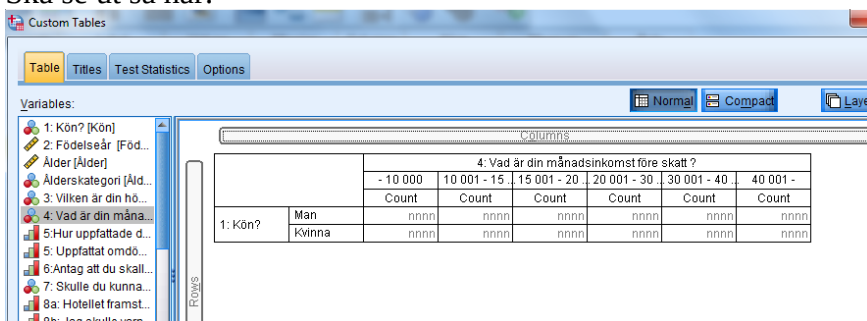 Custom Tables
Table Titles Test Statistics Options
Variables:
Normal Compact
1: Kön? [Kön]
2: Födelseår [Föd...
Ålder [Ålder]
Ålderskategori [Åld...
3: Vilken är din hö...
4: Vad är din måna...
5:Hur uppfattade d...
5: Uppfattat omdö...
6:Antag att du skall...
7: Skulle du kunna...
8a: Hotellet framst...
Columns
4: Vad är din månadsinkomst före skatt ?
- 10 000 10 001 - 15 ... 15 001 - 20 ... 20 001 - 30 ... 30 001 - 40 ... 40 001 -
Count Count Count Count Count Count
1: Kön? Man nnnn nnnn nnnn nnnn nnnn nnnn
Kvinna nnnn nnnn nnnn nnnn nnnn nnnn
Rows